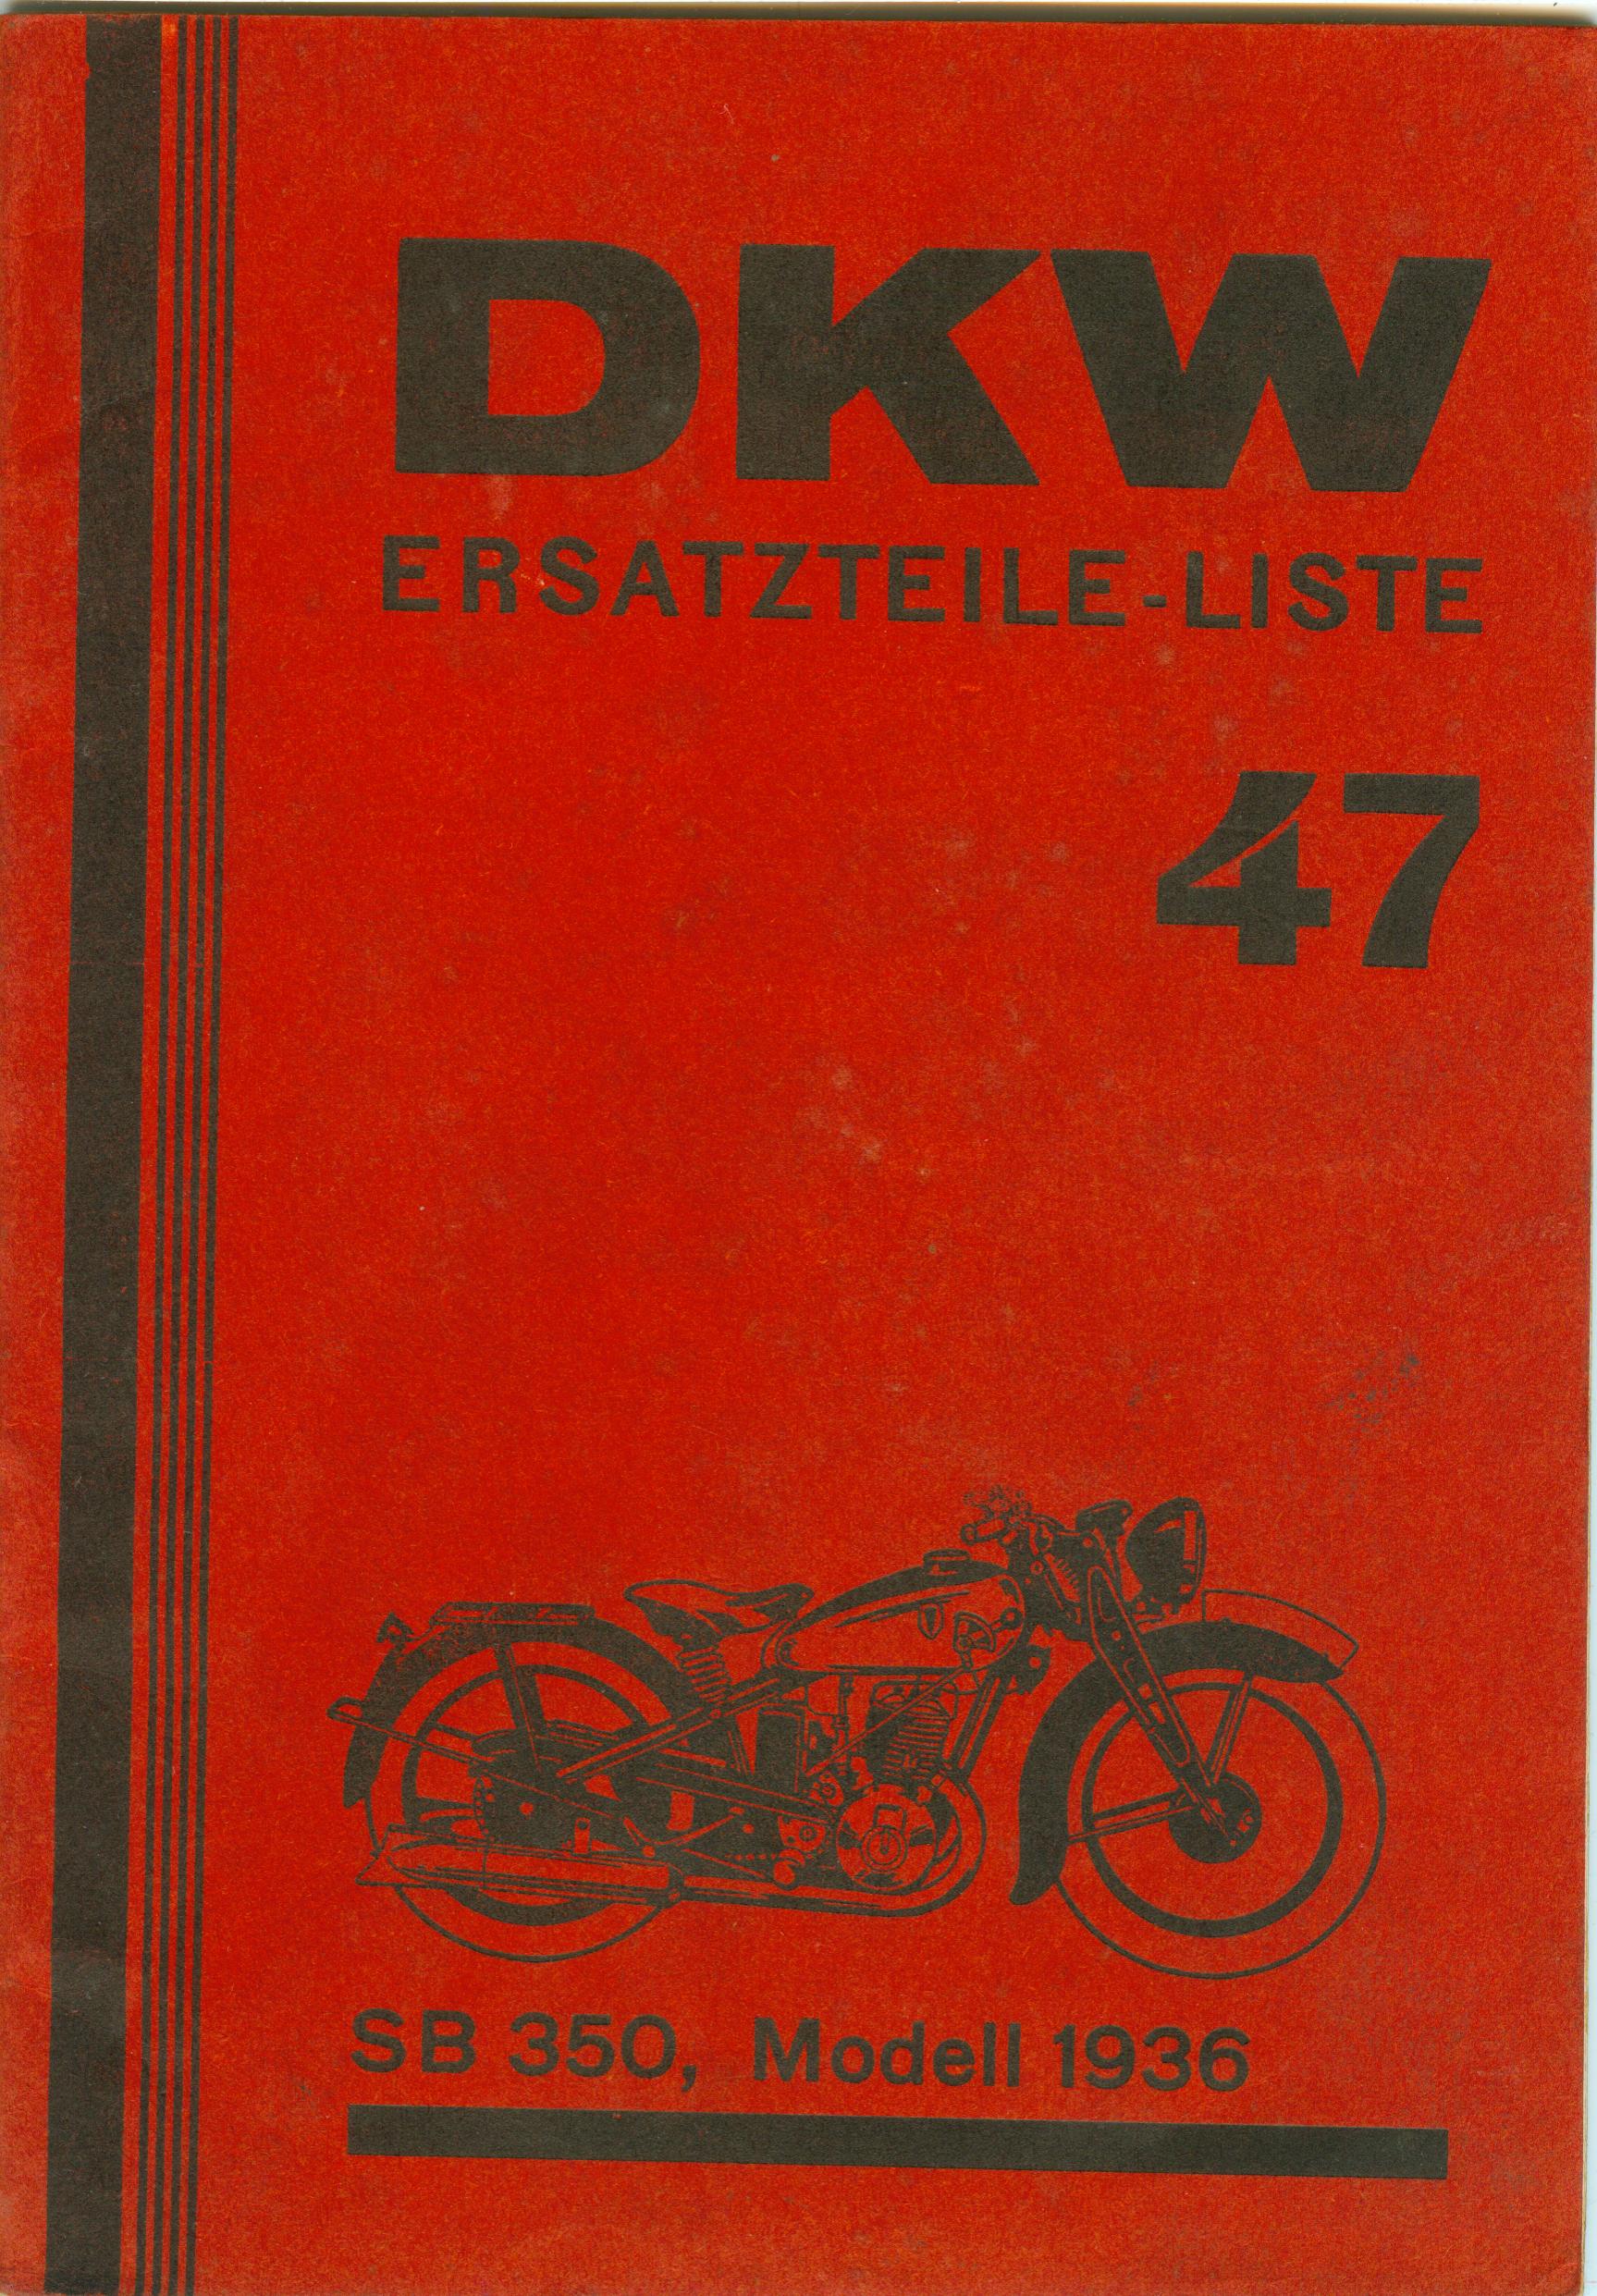 DKW
ERSATZTEILE-LISTE
47
SB 350, Modell 1936